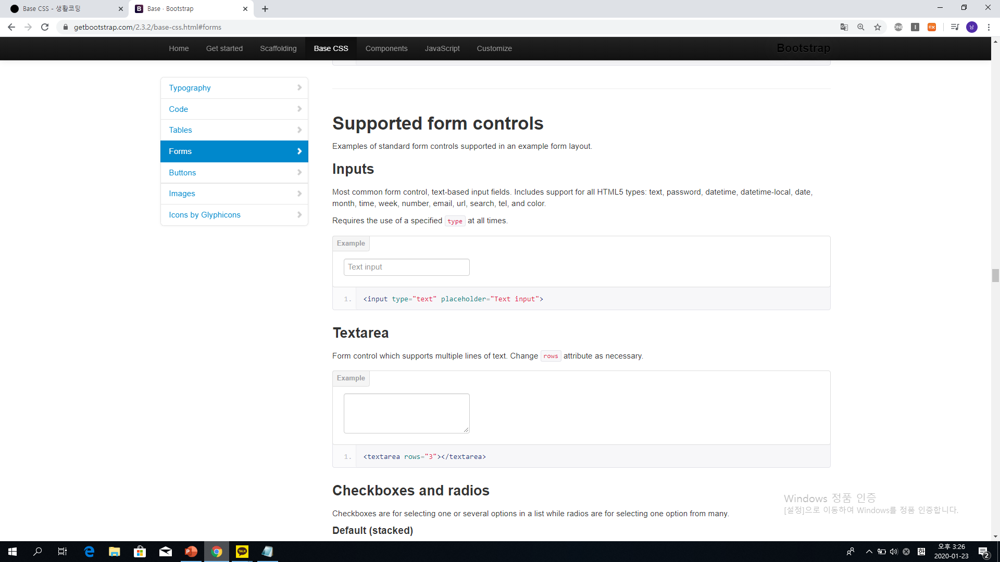 Base CSS - 생활코딩
Base · Bootstrap
getbootstrap.com/2.3.2/base-css.html#forms
Home
Get started
Scaffolding
Base CSS
Components
JavaScript
Customize
Bootstrap
Typography
Code
Tables
Forms
Buttons
Images
Icons by Glyphicons
Supported form controls
Examples of standard form controls supported in an example form layout.
Inputs
Most common form control, text-based input fields. Includes support for all HTML5 types: text, password, datetime, datetime-local, date,
month, time, week, number, email, url, search, tel, and color.
Requires the use of a specified type at all times.
Example
Text input
1. <input type="text" placeholder="Text input">
Textarea
Form control which supports multiple lines of text. Change rows attribute as necessary.
Example
1. <textarea rows="3"></textarea>
Checkboxes and radios
Checkboxes are for selecting one or several options in a list while radios are for selecting one option from many.
Default (stacked)
Windows 정품 인증
[설정]으로 이동하여 Windows를 정품 인증합니다.
TALK
한
오후 3:26
2020-01-23
2